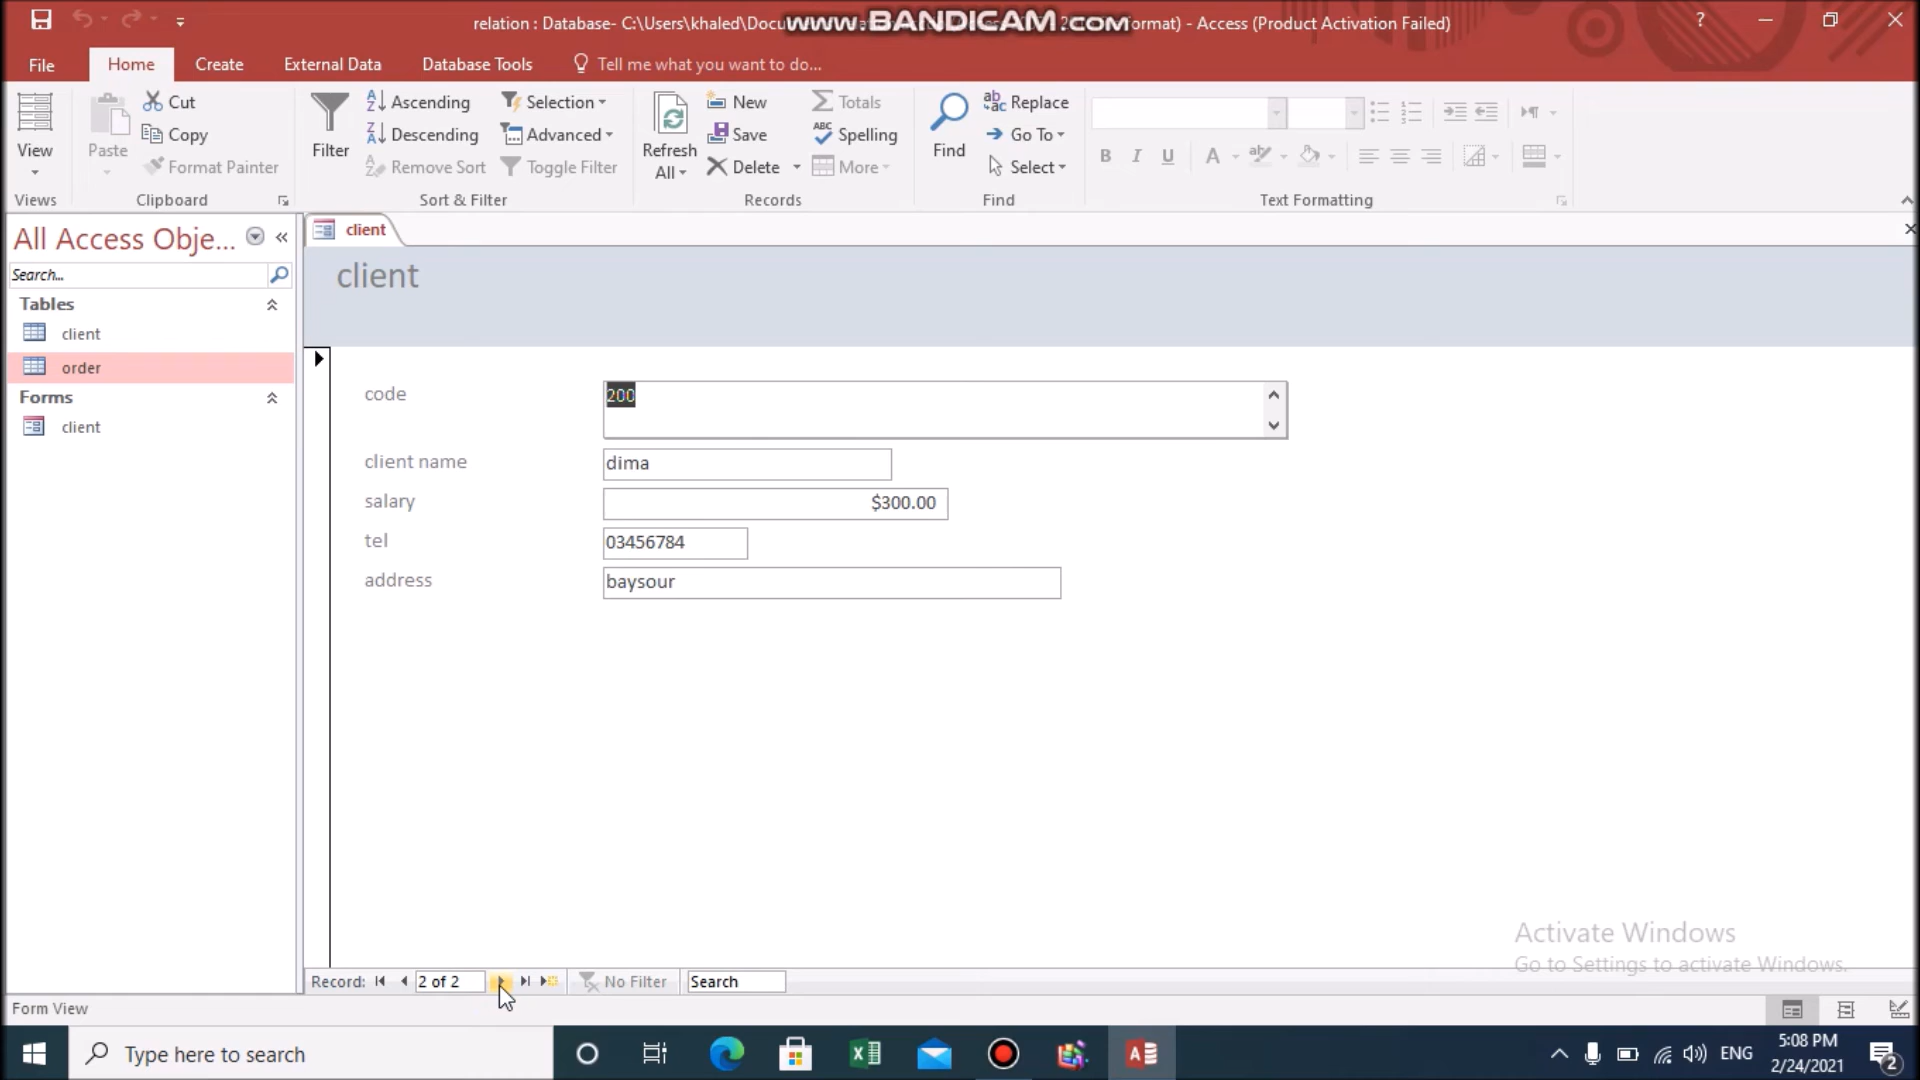 relation : Database- C:\Users\khaled\Docu
www.BANDICAM.com
Format) - Access (Product Activation Failed)
?
File
Home
Create
External Data
Database Tools
Tell me what you want to do...
View
Views
Paste
Cut
Copy
Format Painter
Clipboard
Filter
Ascending
Descending
Remove Sort
Selection
Advanced
Toggle Filter
Sort & Filter
Refresh
All
New
Save
Delete
Totals
Spelling
More
Records
Find
Replace
Go To
Select
Find
B I U A
Text Formatting
All Access Obje...
Search...
Tables
client
order
Forms
client
client
client
code
200
client name
dima
salary
$300.00
tel
03456784
address
baysour
Activate Windows
Go to Settings to activate Windows.
Record:
2 of 2
No Filter
Search
Form View
Type here to search
ENG
5:08 PM
2/24/2021
2